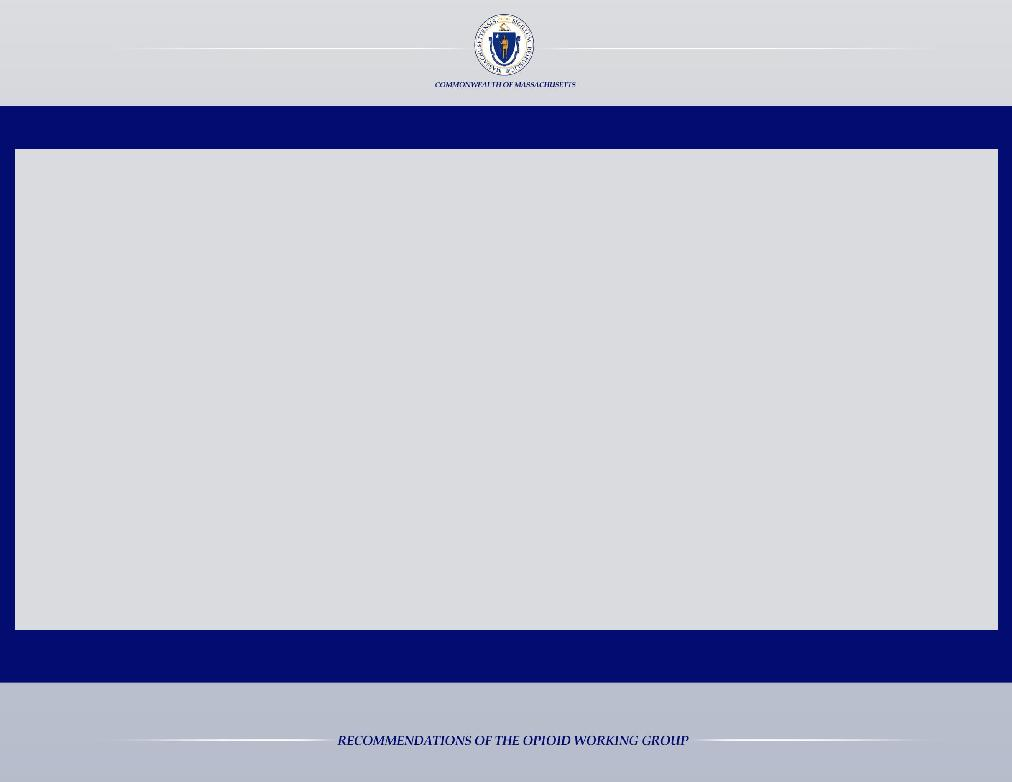 COMMONWEALTH OF MASSACHUSETTS
RECOMMENDATIONS OF THE OPIOID WORKING GROUP